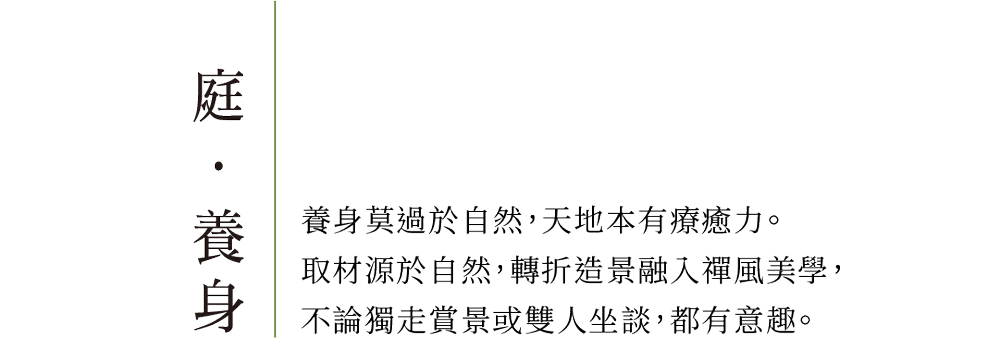 庭・養身
養身莫過於自然，天地本有療癒力。
取材源於自然，轉折造景融入禪風美學，
不論獨走賞景或雙人坐談，都有意趣。